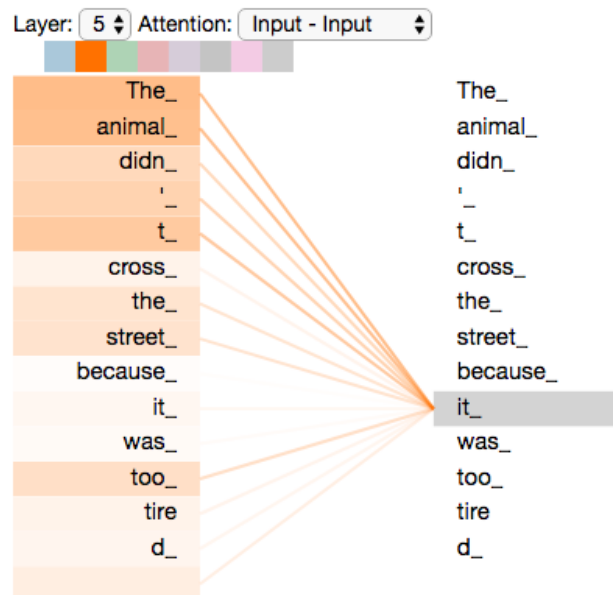 Layer: 5 Attention: Input - Input
The_ The_
animal_ animal_
didn_ didn_
'_ '_
t_ t_
cross_ cross_
the_ the_
street_ street_
because_ because_
it_ it_
was_ was_
too_ too_
tire tire
d_ d_